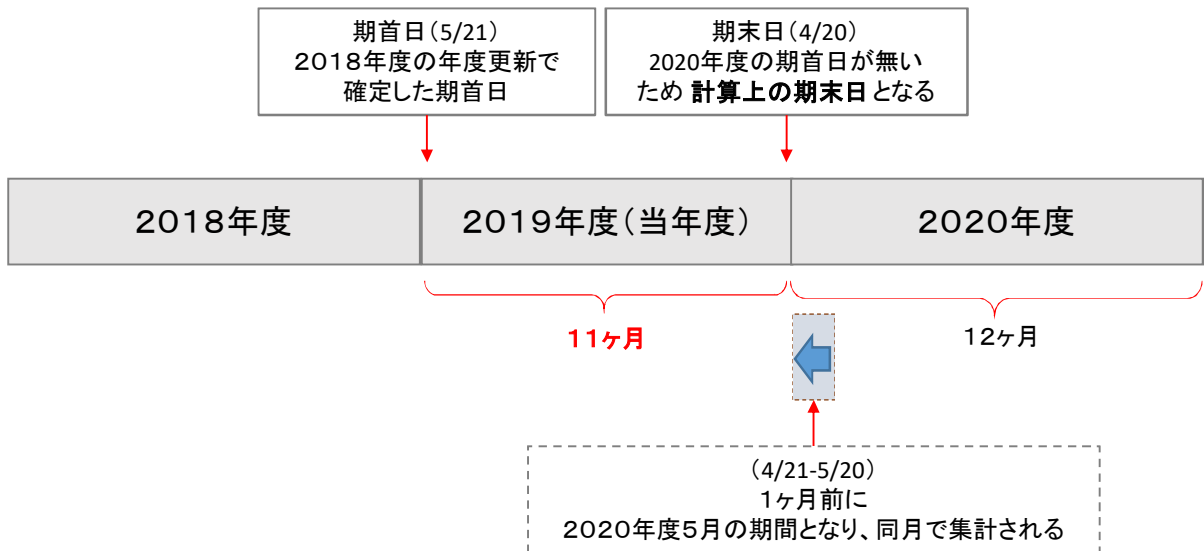 期首日（5/21）
２０１８年度の年度更新で
確定した期首日
期末日（4/20）
2020年度の期首日が無い
ため 計算上の期末日 となる
２０１８年度
２０１９年度（当年度）
２０２０年度
１１ヶ月
１２ヶ月
（4/21-5/20）
１ヶ月前に
２０２０年度５月の期間となり、同月で集計される